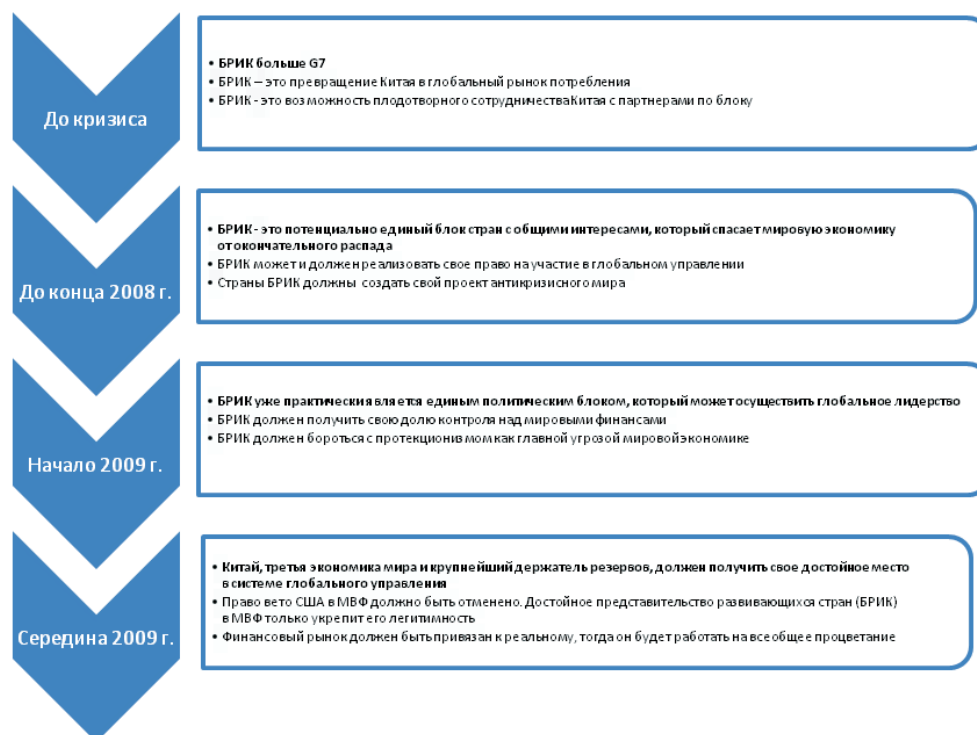 До кризиса
• БРИК больше G7
• БРИК – это превращение Китая в глобальный рынок потребления
• БРИК - это возможность плодотворного сотрудничества Китая с партнерами по блоку
До конца 2008 г.
• БРИК - это потенциально единый блок стран с общими интересами, который спасает мировую экономику
от окончательного распада
• БРИК может и должен реализовать свое право на участие в глобальном управлении
• Страны БРИК должны создать свой проект антикризисного мира
Начало 2009 г.
• БРИК уже практически является единым политическим блоком, который может осуществить глобальное лидерство
• БРИК должен получить свою долю контроля над мировыми финансами
• БРИК должен бороться с протекционизмом как главной угрозой мировой экономике
Середина 2009 г.
• Китай, третья экономика мира и крупнейший держатель резервов, должен получить свое достойное место
в системе глобального управления
• Право вето США в МВФ должно быть отменено. Достойное представительство развивающихся стран (БРИК)
в МВФ только укрепит его легитимность
• Финансовый рынок должен быть привязан к реальному, тогда он будет работать на всеобщее процветание